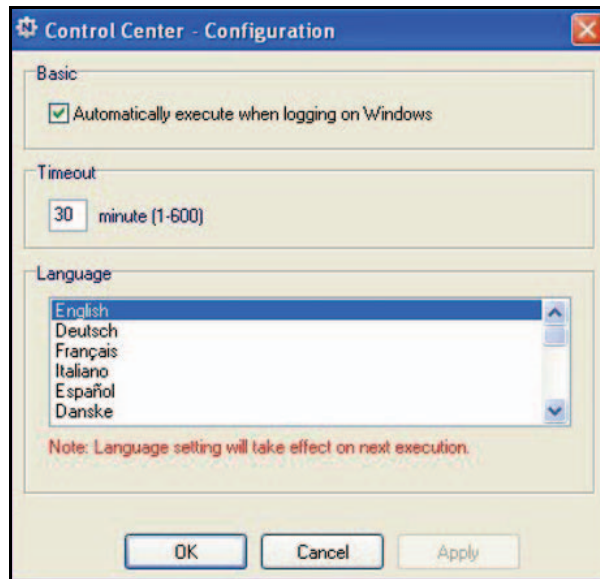 Control Center - Configuration
Basic
Automatically execute when logging on Windows
Timeout
30 minute (1-600)
Language
English
Deutsch
Français
Italiano
Español
Danske
Note: Language setting will take effect on next execution.
OK Cancel Apply